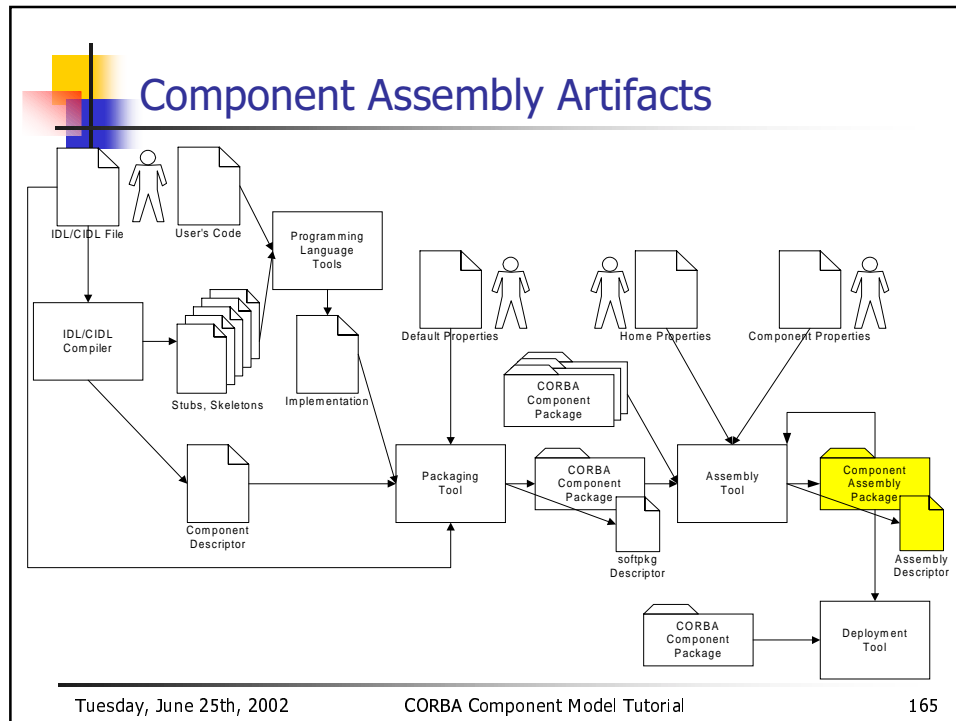 Component Assembly Artifacts
IDL/CIDL File
User's Code
Programming
Language
Tools
IDL/CIDL
Compiler
Stubs, Skeletons
Implementation
Default Properties
Home Properties
Component Properties
CORBA
Component
Package
Component
Descriptor
Packaging
Tool
CORBA
Component
Package
softpkg
Descriptor
Assembly
Tool
Component
Assembly
Package
Assembly
Descriptor
CORBA
Component
Package
Deployment
Tool
Tuesday, June 25th, 2002
CORBA Component Model Tutorial
165